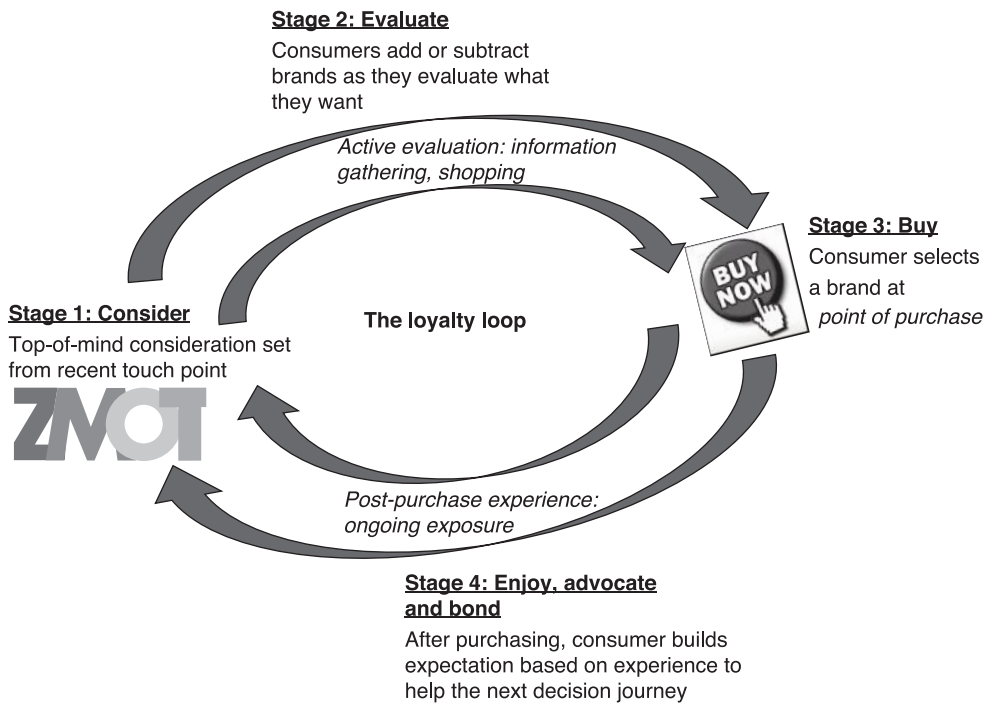 Stage 2: Evaluate
Consumers add or subtract
brands as they evaluate what
they want
Active evaluation: information
gathering, shopping
Stage 3: Buy
Consumer selects
a brand at
point of purchase
BUY
NOW
Stage 1: Consider
Top-of-mind consideration set
from recent touch point
ZMOT
The loyalty loop
Post-purchase experience:
ongoing exposure
Stage 4: Enjoy, advocate
and bond
After purchasing, consumer builds
expectation based on experience to
help the next decision journey